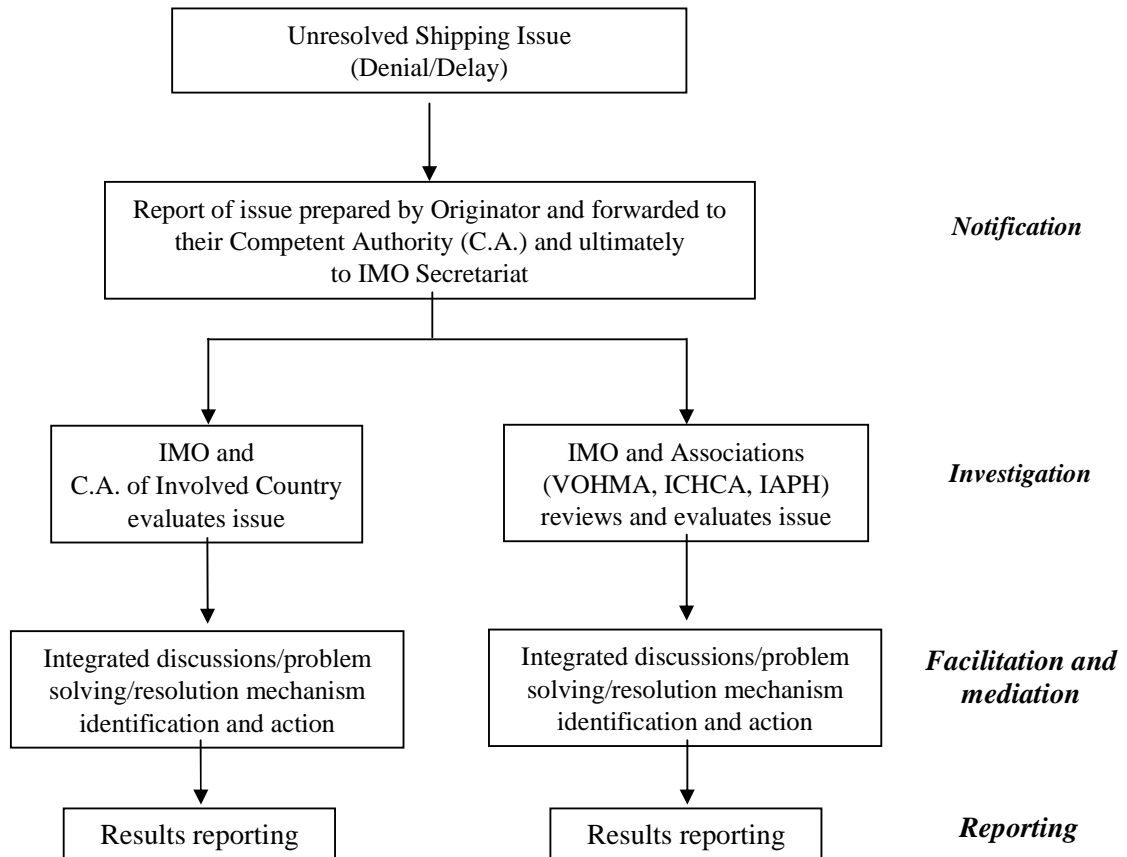 Unresolved Shipping Issue
(Denial/Delay)
Report of issue prepared by Originator and forwarded to
their Competent Authority (C.A.) and ultimately
to IMO Secretariat
Notification
IMO and
C.A. of Involved Country
evaluates issue
IMO and Associations
(VOHMA, ICHCA, IAPH)
reviews and evaluates issue
Investigation
Integrated discussions/problem
solving/resolution mechanism
identification and action
Integrated discussions/problem
solving/resolution mechanism
identification and action
Facilitation and
mediation
Results reporting
Results reporting
Reporting